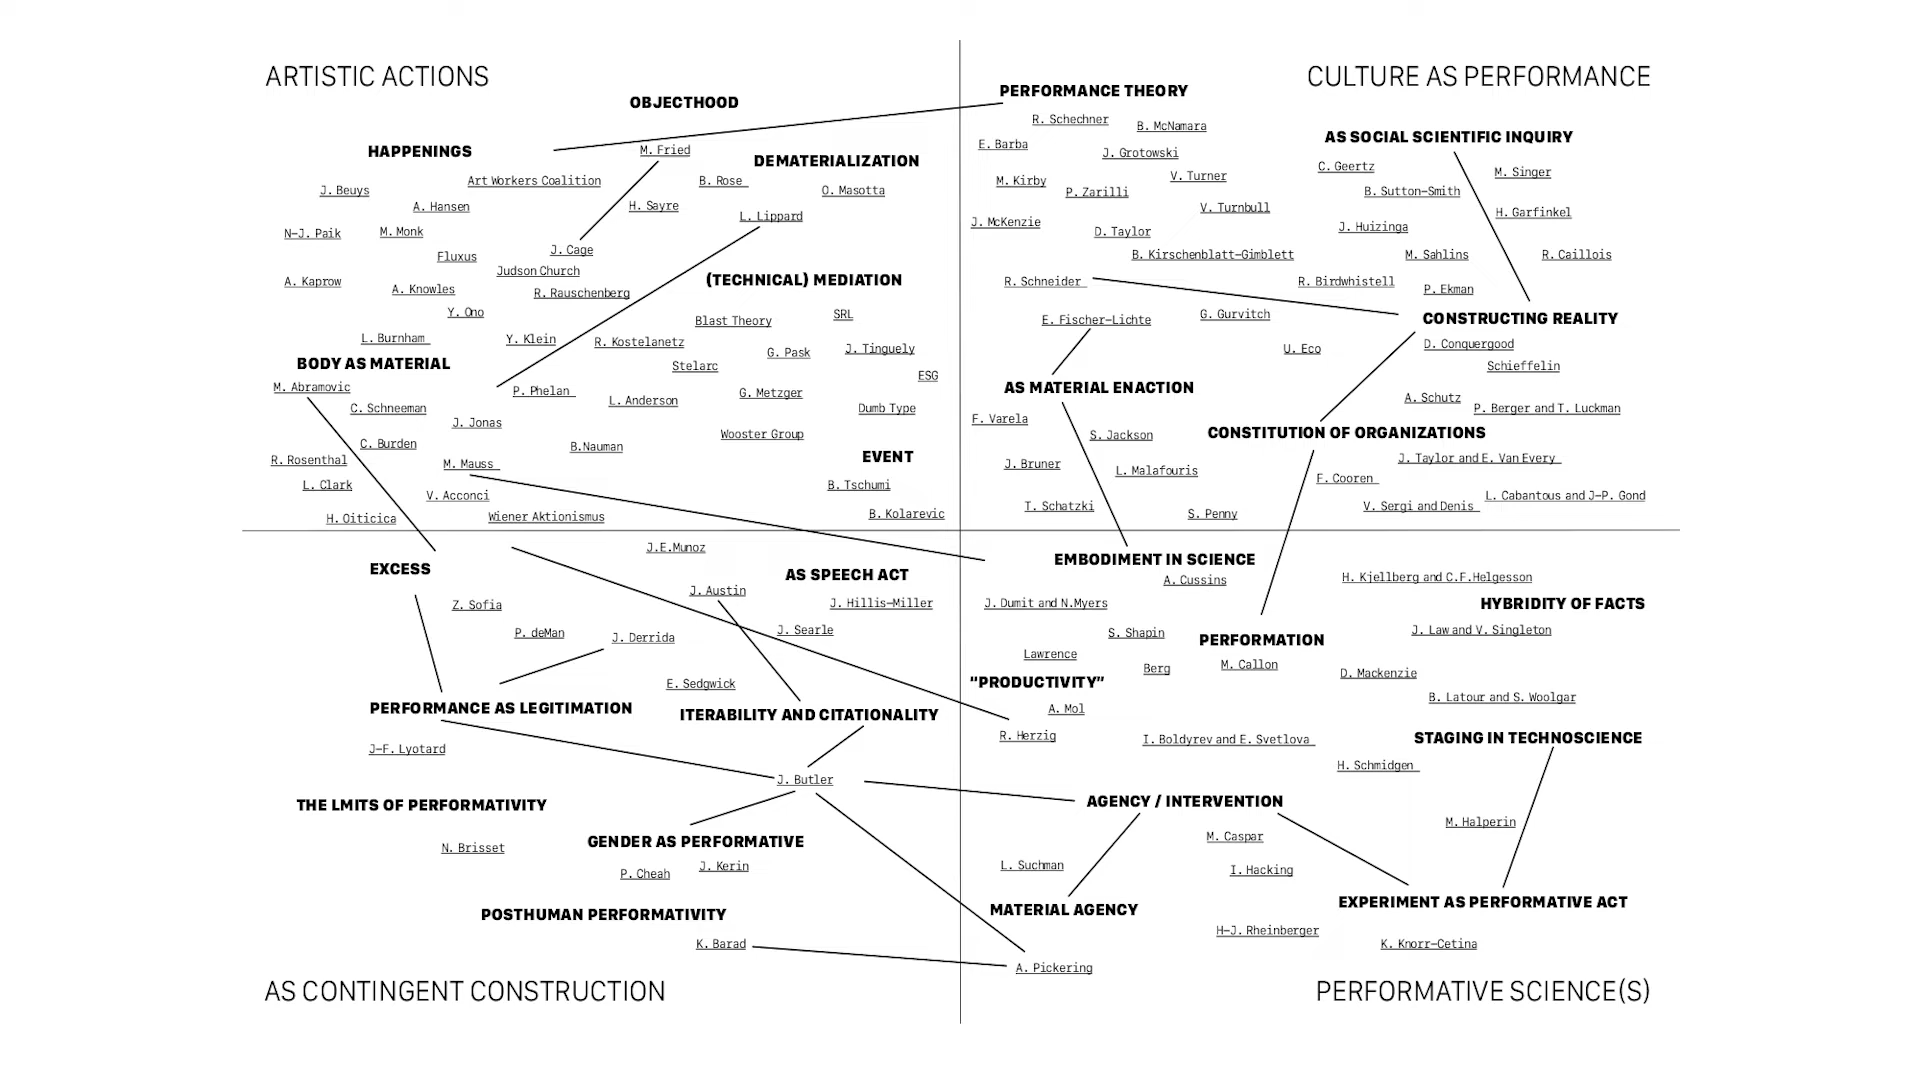 ARTISTIC ACTIONS
OBJECTHOOD
HAPPENINGS
M. Fried
DEMATERIALIZATION
Art Workers Coalition
B. Rose
J. Beuys
O. Masotta
A. Hansen
H. Sayre
L. Lippard
N-J. Paik
M. Monk
J. Cage
Fluxus
Judson Church
(TECHNICAL) MEDIATION
A. Kaprow
A. Knowles
R. Rauschenberg
Y. Ono
Blast Theory
SRL
L. Burnham
Y. Klein
R. Kostelanetz
G. Pask
J. Tinguely
BODY AS MATERIAL
Stelarc
ESG
M. Abramovic
P. Phelan
G. Metzger
C. Schneeman
L. Anderson
Dumb Type
J. Jonas
Wooster Group
C. Burden
B.Nauman
R. Rosenthal
M. Mauss
EVENT
L. Clark
V. Acconci
B. Tschumi
H. Oiticica
Wiener Aktionismus
B. Kolarevic
CULTURE AS PERFORMANCE
PERFORMANCE THEORY
R. Schechner
B. McNamara
AS SOCIAL SCIENTIFIC INQUIRY
E. Barba
J. Grotowski
C. Geertz
M. Singer
M. Kirby
V. Turner
P. Zarilli
B. Sutton-Smith
V. Turnbull
H. Garfinkel
J. McKenzie
D. Taylor
J. Huizinga
B. Kirschenblatt-Gimblett
M. Sahlins
R. Caillois
R. Schneider
R. Birdwhistell
P. Ekman
E. Fischer-Lichte
G. Gurvitch
CONSTRUCTING REALITY
U. Eco
D. Conquergood
Schieffelin
AS MATERIAL ENACTION
A. Schutz
P. Berger and T. Luckman
F. Varela
S. Jackson
CONSTITUTION OF ORGANIZATIONS
J. Bruner
L. Malafouris
J. Taylor and E. Van Every
F. Cooren
L. Cabantous and J-P. Gond
T. Schatzki
S. Penny
V. Sergi and Denis
J.E.Munoz
EXCESS
AS SPEECH ACT
J. Austin
Z. Sofia
J. Hillis-Miller
P. deMan
J. Derrida
J. Searle
E. Sedgwick
PERFORMANCE AS LEGITIMATION
ITERABILITY AND CITATIONALITY
J-F. Lyotard
J. Butler
THE LMITS OF PERFORMATIVITY
N. Brisset
GENDER AS PERFORMATIVE
P. Cheah
J. Kerin
POSTHUMAN PERFORMATIVITY
K. Barad
AS CONTINGENT CONSTRUCTION
EMBODIMENT IN SCIENCE
A. Cussins
H. Kjellberg and C.F.Helgesson
J. Dumit and N.Myers
HYBRIDITY OF FACTS
S. Shapin
PERFORMATION
J. Law and V. Singleton
Lawrence
Berg
M. Callon
D. Mackenzie
"PRODUCTIVITY"
B. Latour and S. Woolgar
A. Mol
R. Herzig
I. Boldyrev and E. Svetlova
STAGING IN TECHNOSCIENCE
H. Schmidgen
AGENCY / INTERVENTION
M. Halperin
M. Caspar
L. Suchman
I. Hacking
MATERIAL AGENCY
EXPERIMENT AS PERFORMATIVE ACT
H-J. Rheinberger
K. Knorr-Cetina
A. Pickering
PERFORMATIVE SCIENCE(S)